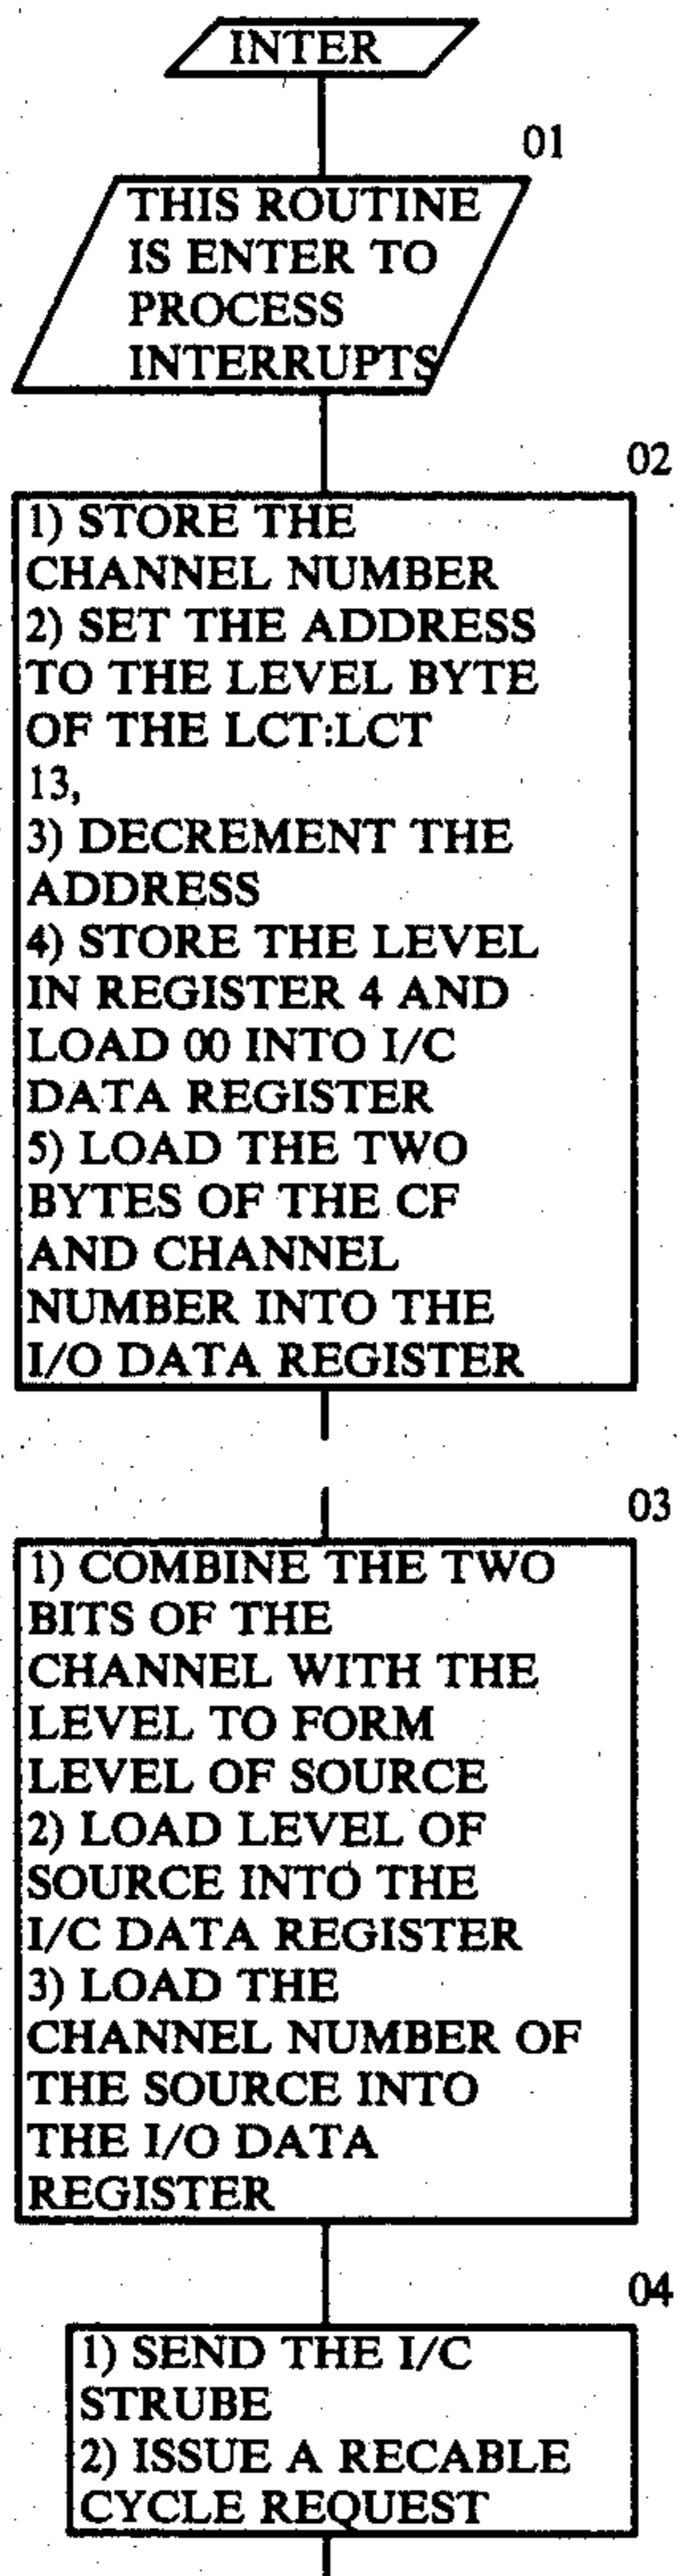 INTER
01
THIS ROUTINE
IS ENTER TO
PROCESS
INTERRUPTS
02
1) STORE THE
CHANNEL NUMBER
2) SET THE ADDRESS
TO THE LEVEL BYTE
OF THE LCT:LCT
13,
3) DECREMENT THE
ADDRESS
4) STORE THE LEVEL
IN REGISTER 4 AND
LOAD 00 INTO I/C
DATA REGISTER
5) LOAD THE TWO
BYTES OF THE CF
AND CHANNEL
NUMBER INTO THE
I/O DATA REGISTER
03
1) COMBINE THE TWO
BITS OF THE
CHANNEL WITH THE
LEVEL TO FORM
LEVEL OF SOURCE
2) LOAD LEVEL OF
SOURCE INTO THE
I/C DATA REGISTER
3) LOAD THE
CHANNEL NUMBER OF
THE SOURCE INTO
THE I/O DATA
REGISTER
04
1) SEND THE I/C
STRUBE
2) ISSUE A RECABLE
CYCLE REQUEST